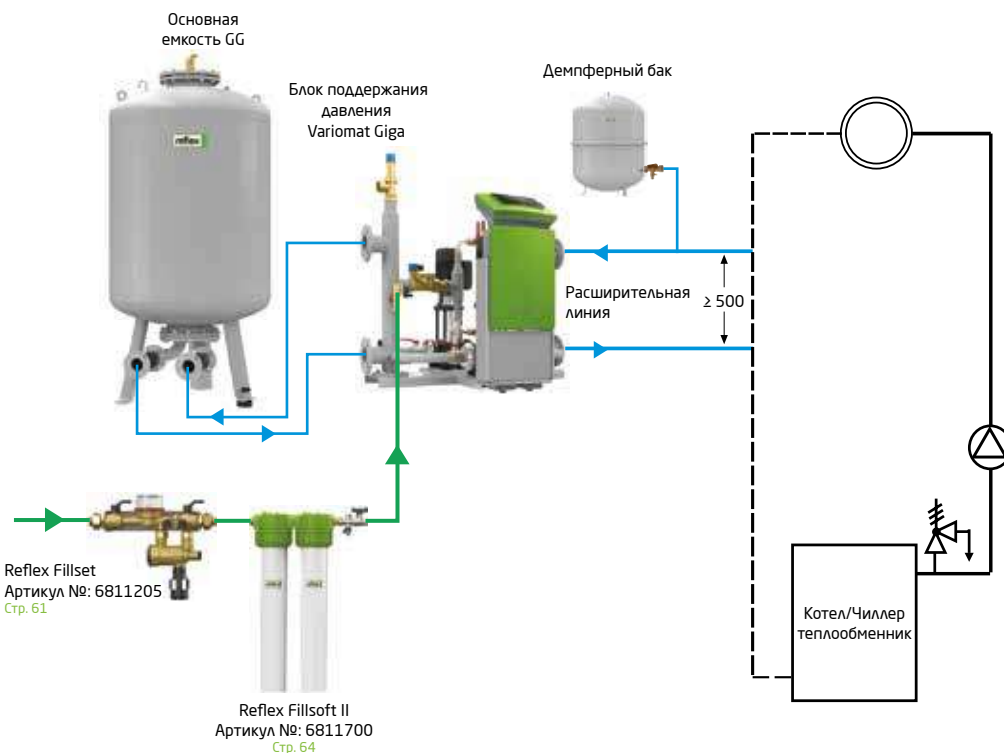 Основная
емкость GG
Блок поддержания
давления
Variomat Giga
Демпферный бак
reflex
Расширительная
линия
≥ 500
Reflex Fillset
Артикул №: 6811205
Стр. 61
Котел/Чиллер
теплообменник
Reflex Fillsoft II
Артикул №: 6811700
Стр. 64